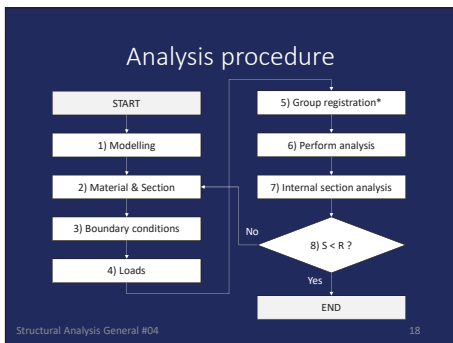 Analysis procedure
START
1) Modelling
2) Material & Section
3) Boundary conditions
4) Loads
5) Group registration*
6) Perform analysis
7) Internal section analysis
8) S < R ?
No
Yes
END
Structural Analysis General #04
18